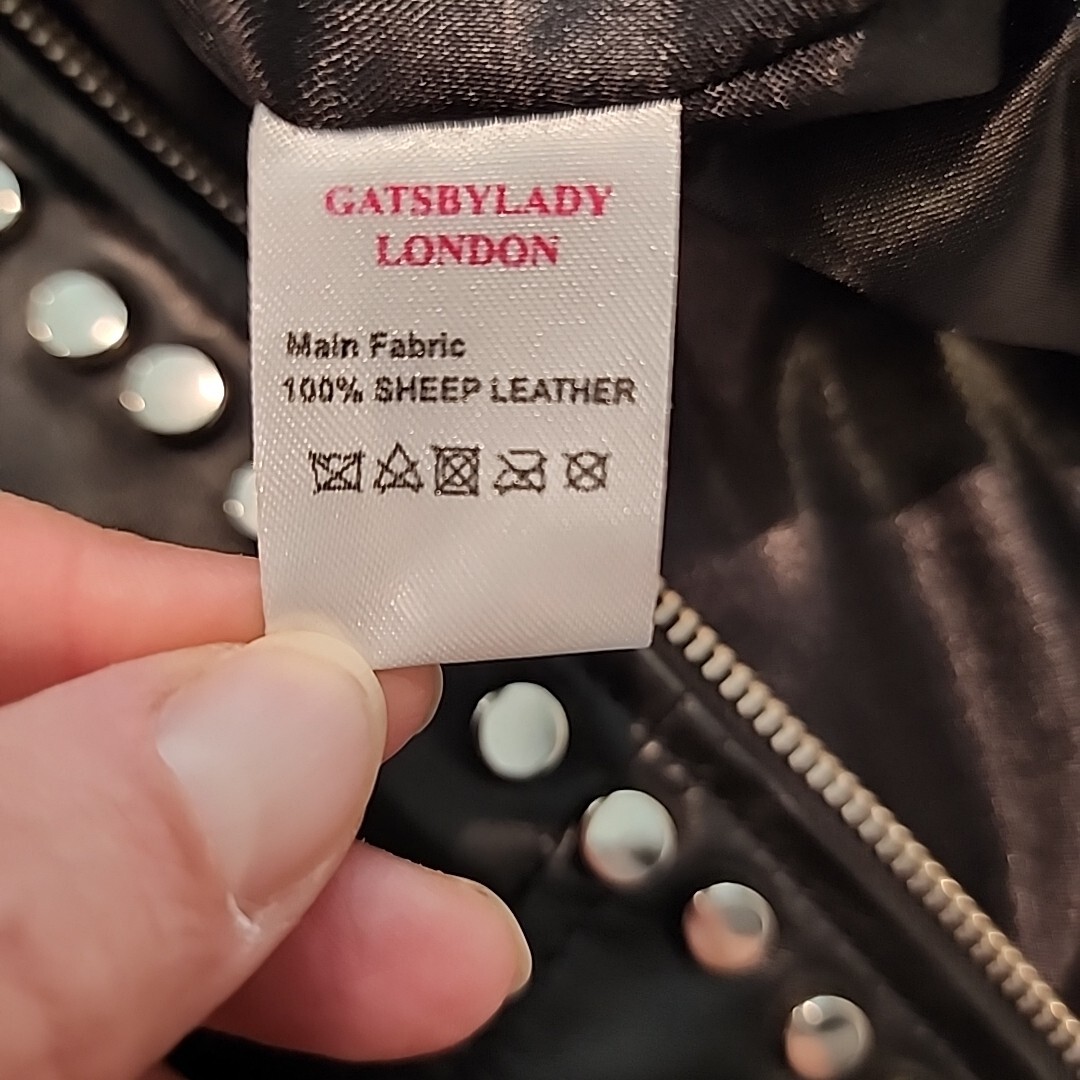 GATSBYLADY
LONDON
Main Fabric
100% SHEEP LEATHER